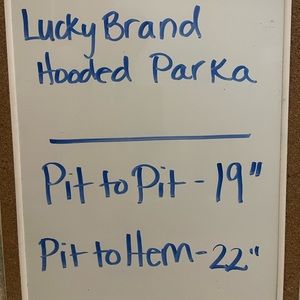 Lucky Brand
Hooded Parka
Pit to Pit - 19"
Pit to Hem - 22"